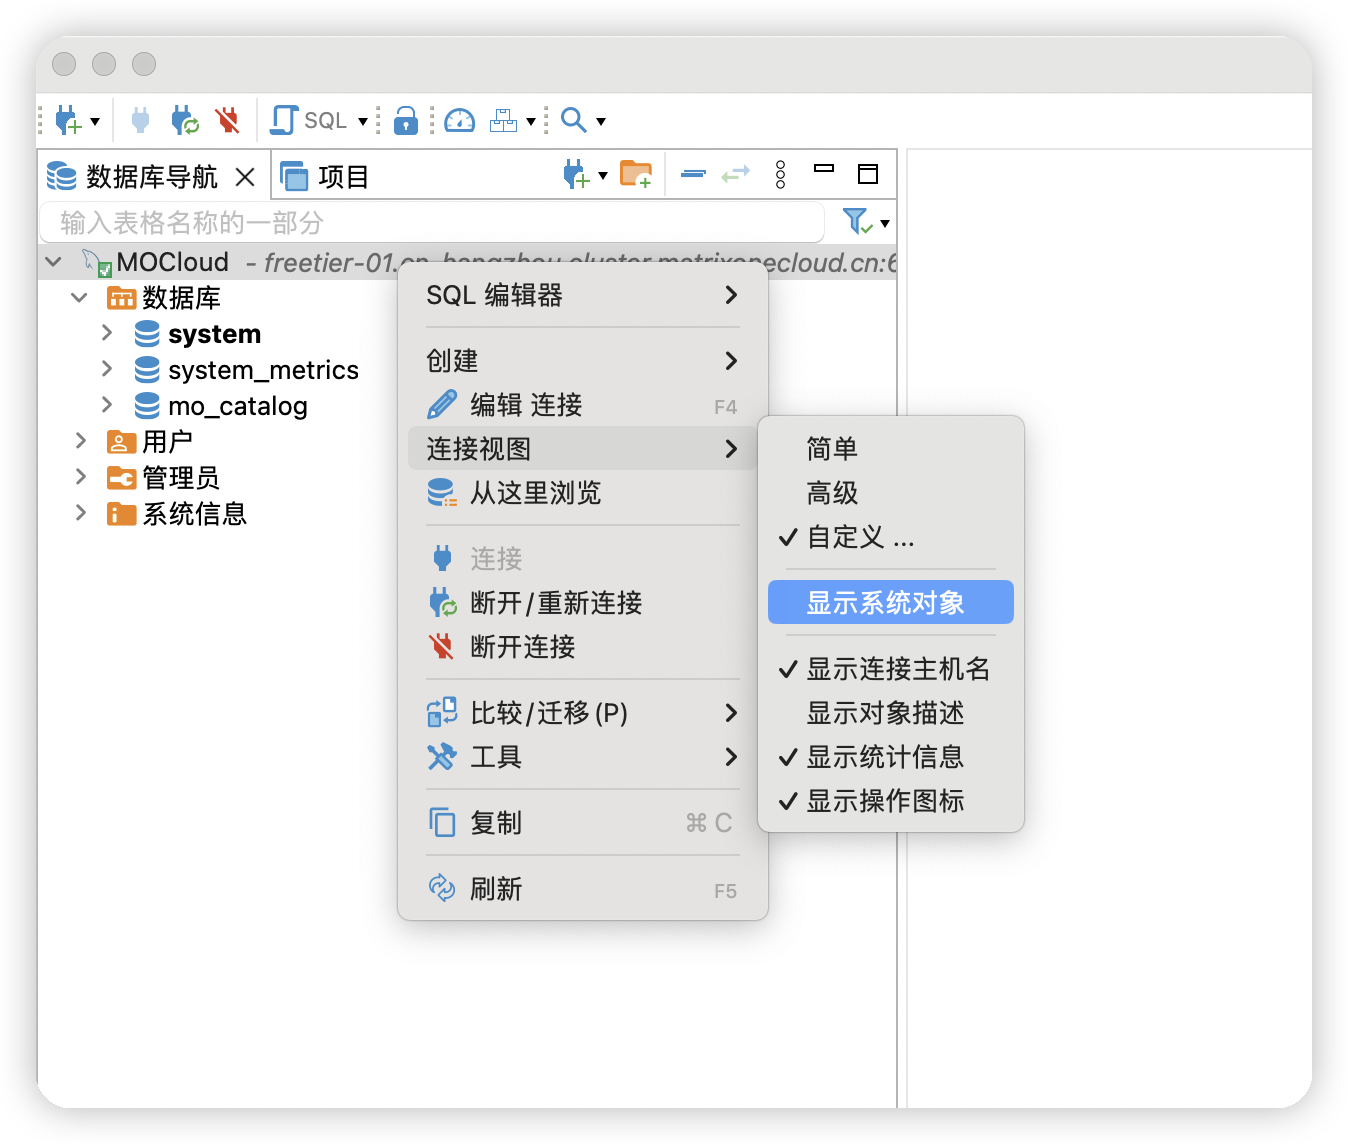 SQL
数据库导航
项目
输入表格名称的一部分
MOCloud - freetier-01.cn-hangzhou.cluster.matrixonecloud.cn:6
数据库
system
system_metrics
mo_catalog
用户
管理员
系统信息
SQL 编辑器
创建
编辑 连接 F4
连接视图
从这里浏览
连接
断开/重新连接
断开连接
比较/迁移(P)
工具
复制 ⌘ C
刷新 F5
简单
高级
✓ 自定义 ...
显示系统对象
✓ 显示连接主机名
显示对象描述
✓ 显示统计信息
✓ 显示操作图标